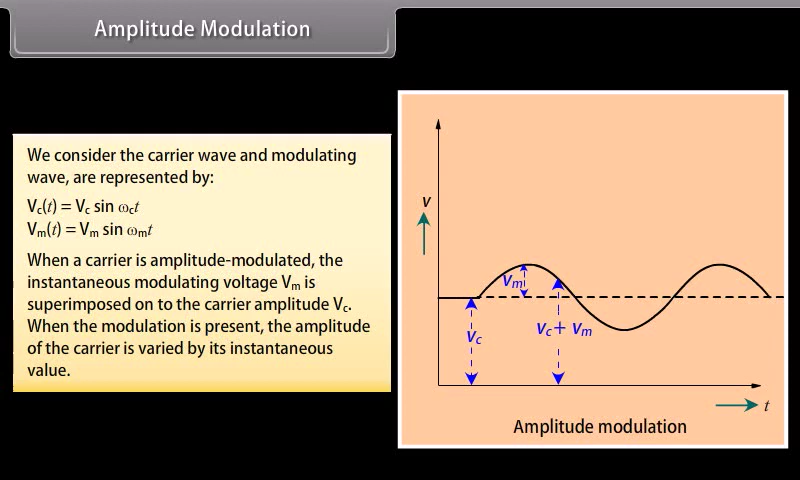 Amplitude Modulation
We consider the carrier wave and modulating
wave, are represented by:
Vc(t) = Vc sin ωct
Vm(t) = Vm sin ωmt
When a carrier is amplitude-modulated, the
instantaneous modulating voltage Vm is
superimposed on to the carrier amplitude Vc.
When the modulation is present, the amplitude
of the carrier is varied by its instantaneous
value.
V
Vm
Vc
Vc + Vm
t
Amplitude modulation